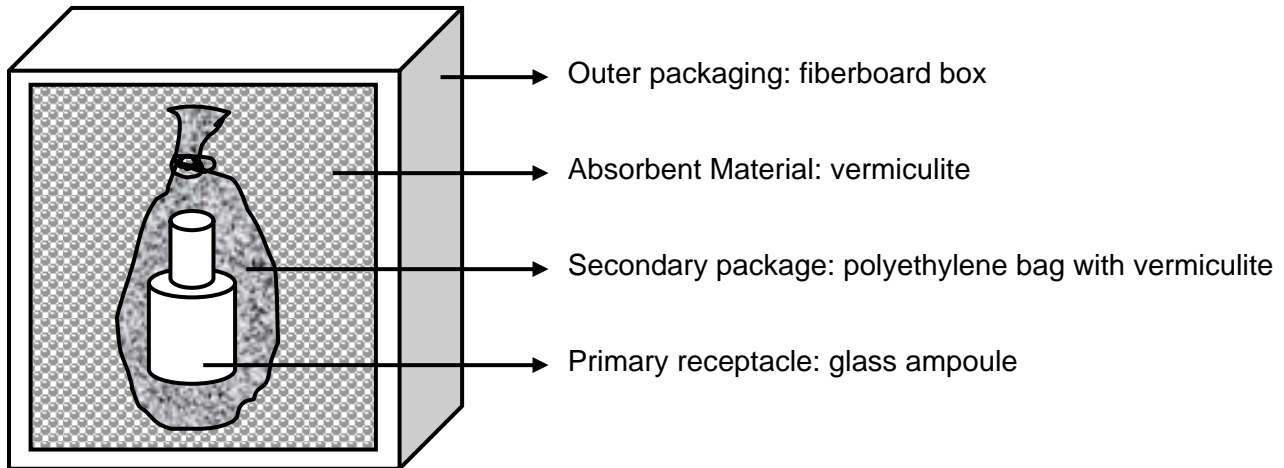 Outer packaging: fiberboard box
Absorbent Material: vermiculite
Secondary package: polyethylene bag with vermiculite
Primary receptacle: glass ampoule